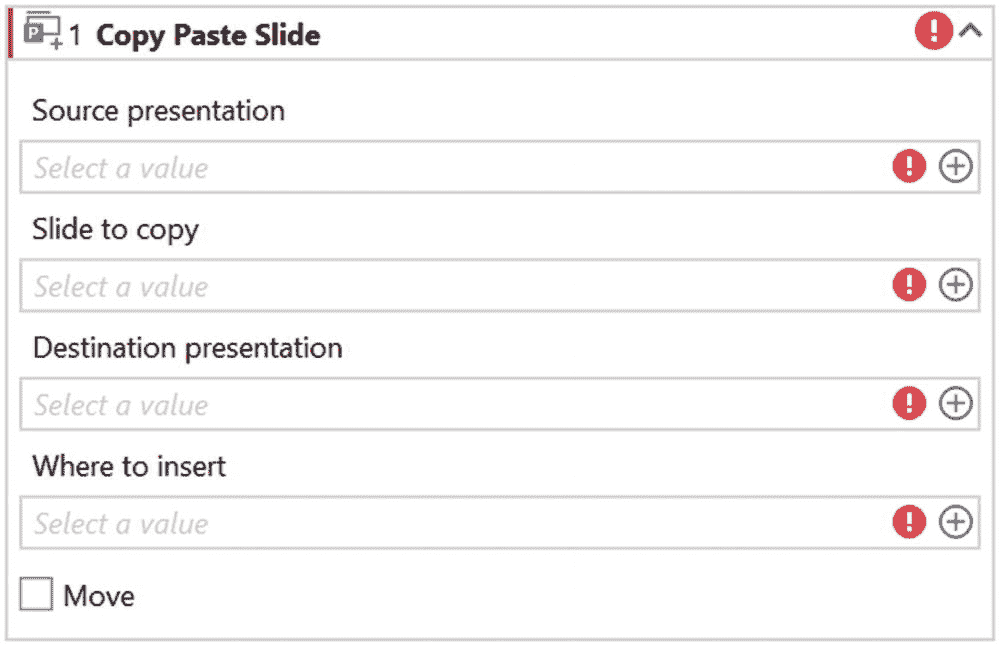 1 Copy Paste Slide
Source presentation
Select a value
Slide to copy
Select a value
Destination presentation
Select a value
Where to insert
Select a value
Move